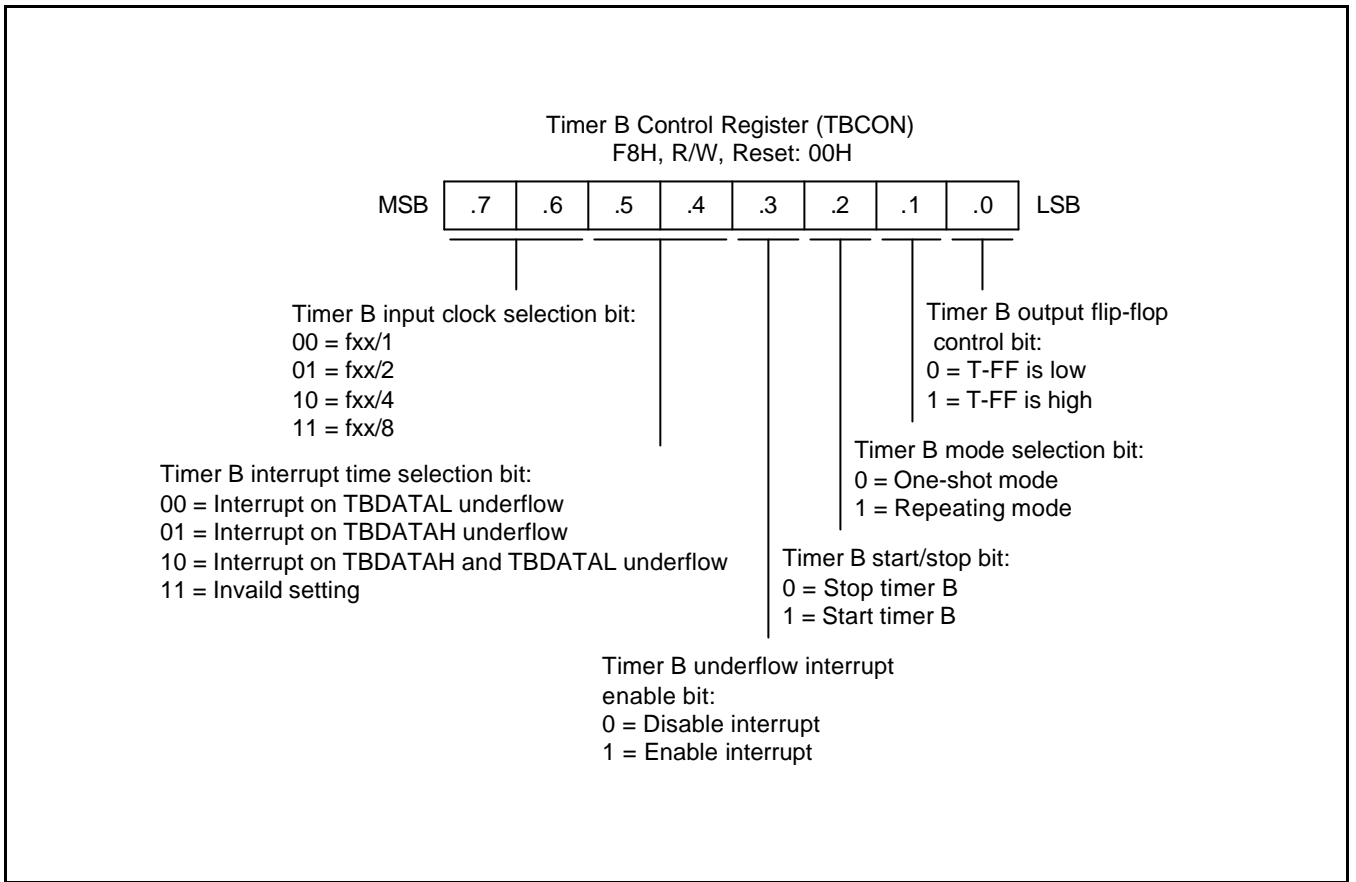 Timer B Control Register (TBCON)
F8H, R/W, Reset: 00H
MSB .7 .6 .5 .4 .3 .2 .1 .0 LSB
Timer B input clock selection bit:
00 = fxx/1
01 = fxx/2
10 = fxx/4
11 = fxx/8
Timer B output flip-flop
control bit:
0 = T-FF is low
1 = T-FF is high
Timer B interrupt time selection bit:
00 = Interrupt on TBDATAL underflow
01 = Interrupt on TBDATAH underflow
10 = Interrupt on TBDATAH and TBDATAL underflow
11 = Invaild setting
Timer B mode selection bit:
0 = One-shot mode
1 = Repeating mode
Timer B start/stop bit:
0 = Stop timer B
1 = Start timer B
Timer B underflow interrupt
enable bit:
0 = Disable interrupt
1 = Enable interrupt